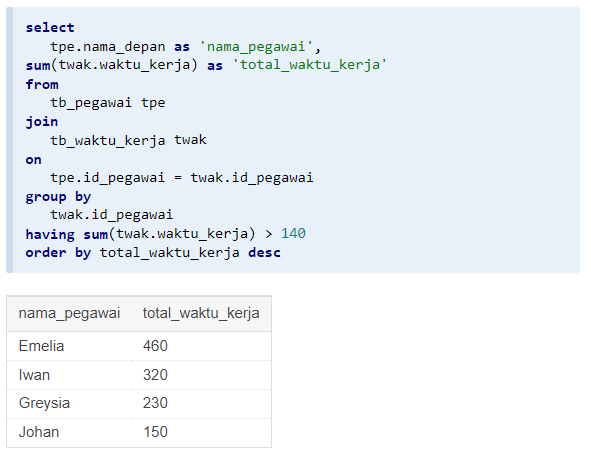 select
tpe.nama_depan as 'nama_pegawai',
sum(twak.waktu_kerja) as 'total_waktu_kerja'
from
tb_pegawai tpe
join
tb_waktu_kerja twak
on
tpe.id_pegawai = twak.id_pegawai
group by
twak.id_pegawai
having sum(twak.waktu_kerja) > 140
order by total_waktu_kerja desc
nama_pegawai total_waktu_kerja
Emelia 460
Iwan 320
Greysia 230
Johan 150